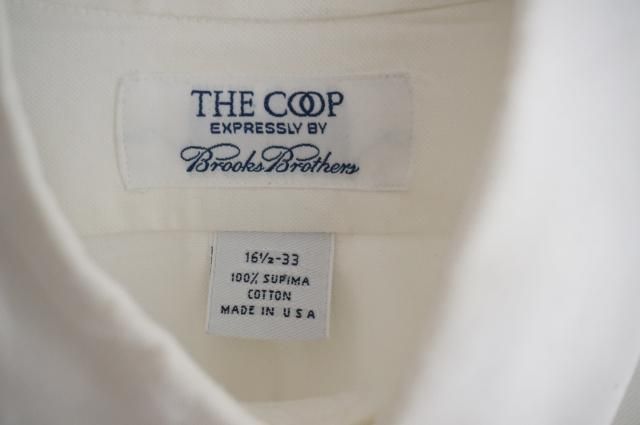 THE COOP
EXPRESSLY BY
Brooks Brothers
16½-33
100% SUPIMA
COTTON
MADE IN USA